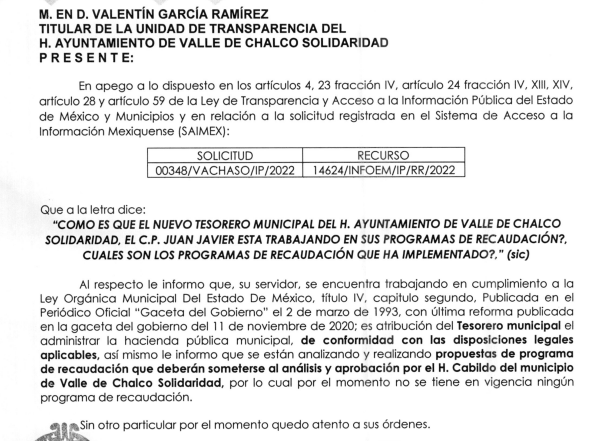 M. EN D. VALENTÍN GARCÍA RAMÍREZ
TITULAR DE LA UNIDAD DE TRANSPARENCIA DEL
H. AYUNTAMIENTO DE VALLE DE CHALCO SOLIDARIDAD
P R E S E N T E:
En apego a lo dispuesto en los artículos 4, 23 fracción IV, artículo 24 fracción IV, XIII, XIV,
artículo 28 y artículo 59 de la Ley de Transparencia y Acceso a la Información Pública del Estado
de México y Municipios y en relación a la solicitud registrada en el Sistema de Acceso a la
Información Mexiquense (SAIMEX):
SOLICITUD RECURSO
00348/VACHASO/IP/2022 14624/INFOEM/IP/RR/2022
Que a la letra dice:
"COMO ES QUE EL NUEVO TESORERO MUNICIPAL DEL H. AYUNTAMIENTO DE VALLE DE CHALCO
SOLIDARIDAD, EL C.P. JUAN JAVIER ESTA TRABAJANDO EN SUS PROGRAMAS DE RECAUDACIÓN?,
CUALES SON LOS PROGRAMAS DE RECAUDACIÓN QUE HA IMPLEMENTADO?," (sic)
Al respecto le informo que, su servidor, se encuentra trabajando en cumplimiento a la
Ley Orgánica Municipal Del Estado De México, título IV, capitulo segundo, Publicada en el
Periódico Oficial "Gaceta del Gobierno" el 2 de marzo de 1993, con última reforma publicada
en la gaceta del gobierno del 11 de noviembre de 2020; es atribución del Tesorero municipal el
administrar la hacienda pública municipal, de conformidad con las disposiciones legales
aplicables, así mismo le informo que se están analizando y realizando propuestas de programa
de recaudación que deberán someterse al análisis y aprobación por el H. Cabildo del municipio
de Valle de Chalco Solidaridad, por lo cual por el momento no se tiene en vigencia ningún
programa de recaudación.
Sin otro particular por el momento quedo atento a sus órdenes.